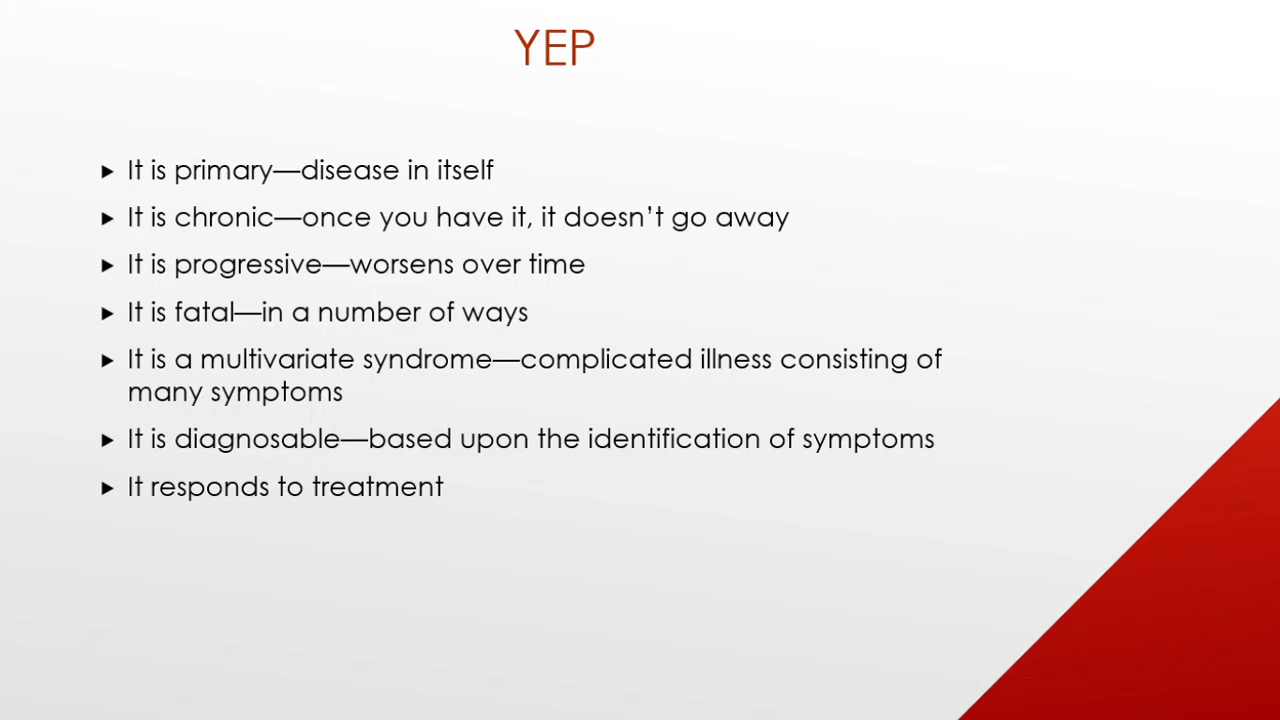 YEP
It is primary—disease in itself
It is chronic—once you have it, it doesn't go away
It is progressive—worsens over time
It is fatal—in a number of ways
It is a multivariate syndrome—complicated illness consisting of
many symptoms
It is diagnosable—based upon the identification of symptoms
It responds to treatment